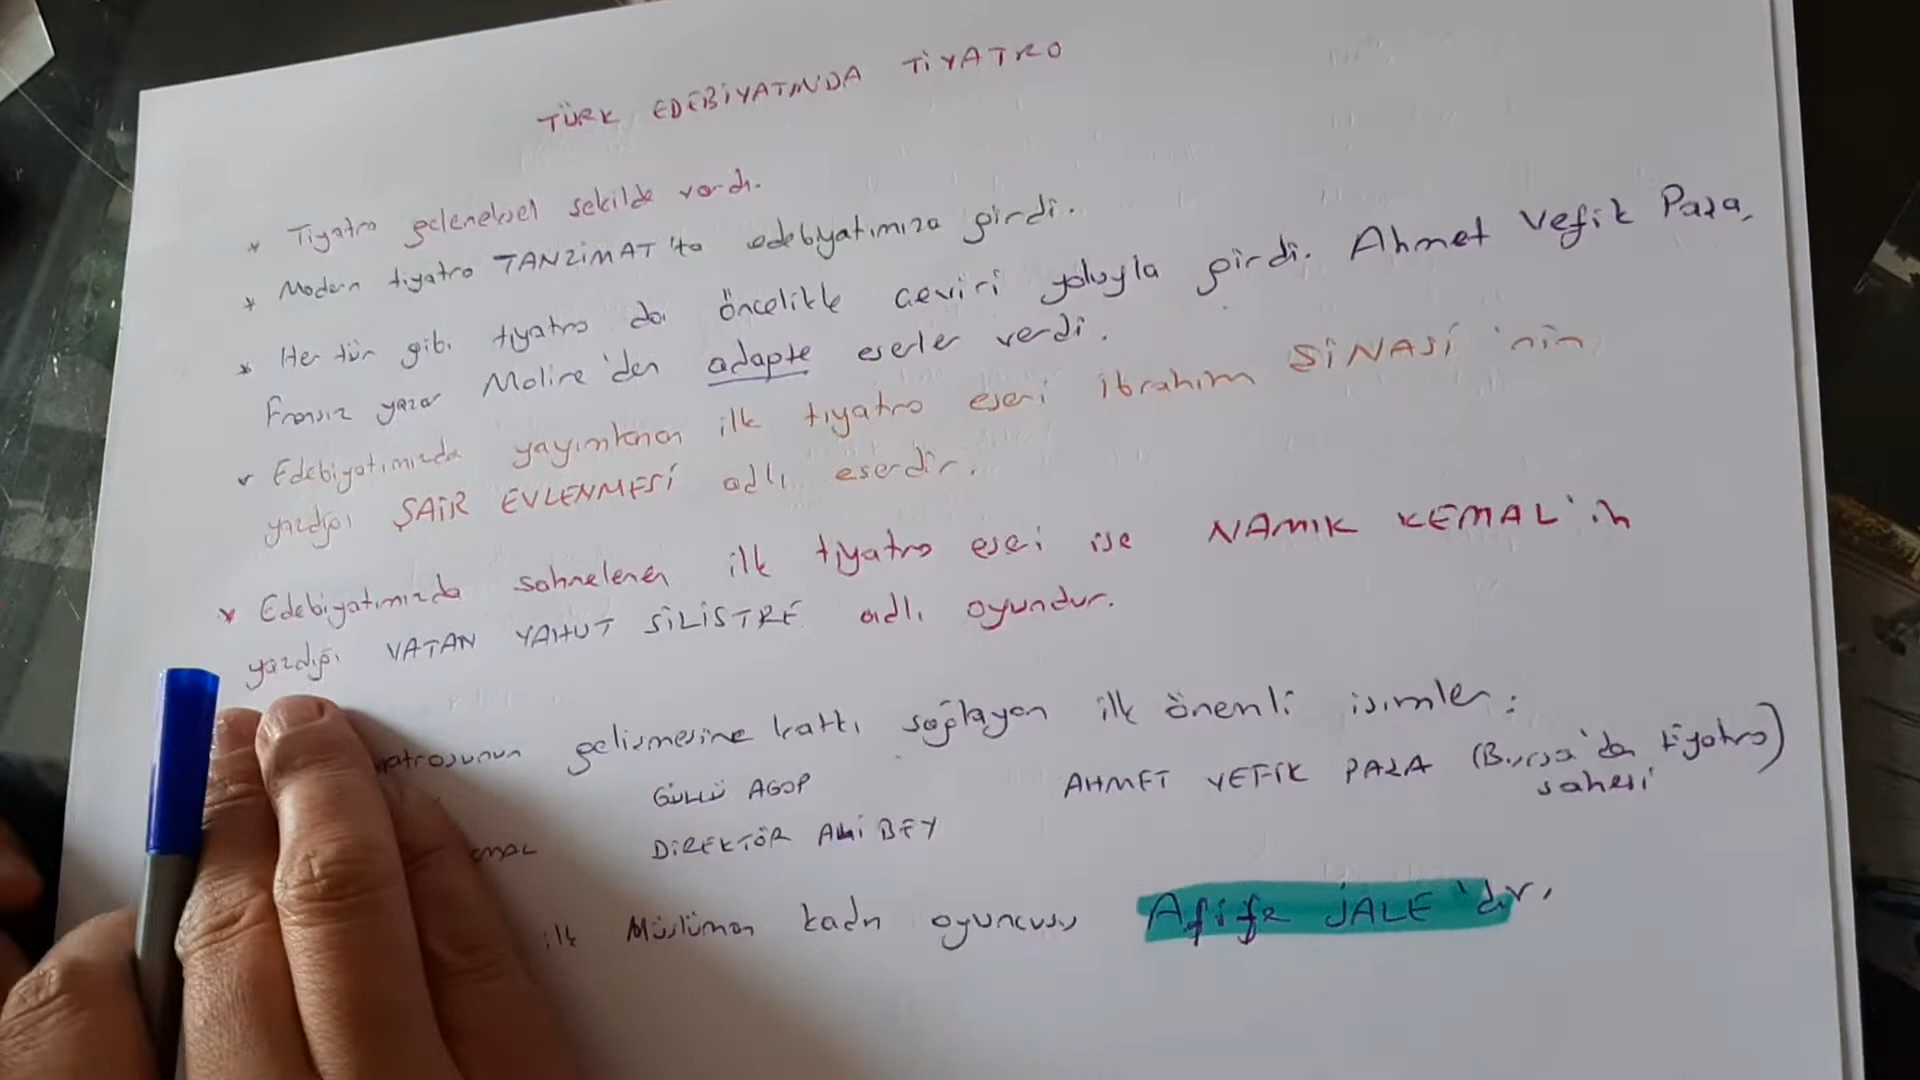 TÜRK EDEBİYATINDA TİYATRO
* Tiyatro geleneksel şekilde vardı.
* Modern tiyatro TANZİMAT'ta edebiyatımıza girdi.
* Her tür gibi tiyatro da öncelikle çeviri yoluyla girdi. Ahmet Vefik Paşa,
Fransız yazar Molire'den adapte eserler verdi.
* Edebiyatımızda yayımlanan ilk tiyatro eseri İbrahim ŞİNASİ'nin
yazdığı ŞAİR EVLENMESİ adlı eserdir.
* Edebiyatımızda sahnelenen ilk tiyatro eseri ise NAMIK KEMAL'in
yazdığı VATAN YAHUT SİLİSTRE adlı oyundur.
atrosunun gelişmesine katkı sağlayan ilk önemli isimler:
GÜLLÜ AGOP AHMET VEFİK PAŞA (Bursa'da tiyatro)
sahesi
EMAL DİREKTÖR ALİ BEY
ilk Müslüman kadın oyuncusu Afife JALE'dir.